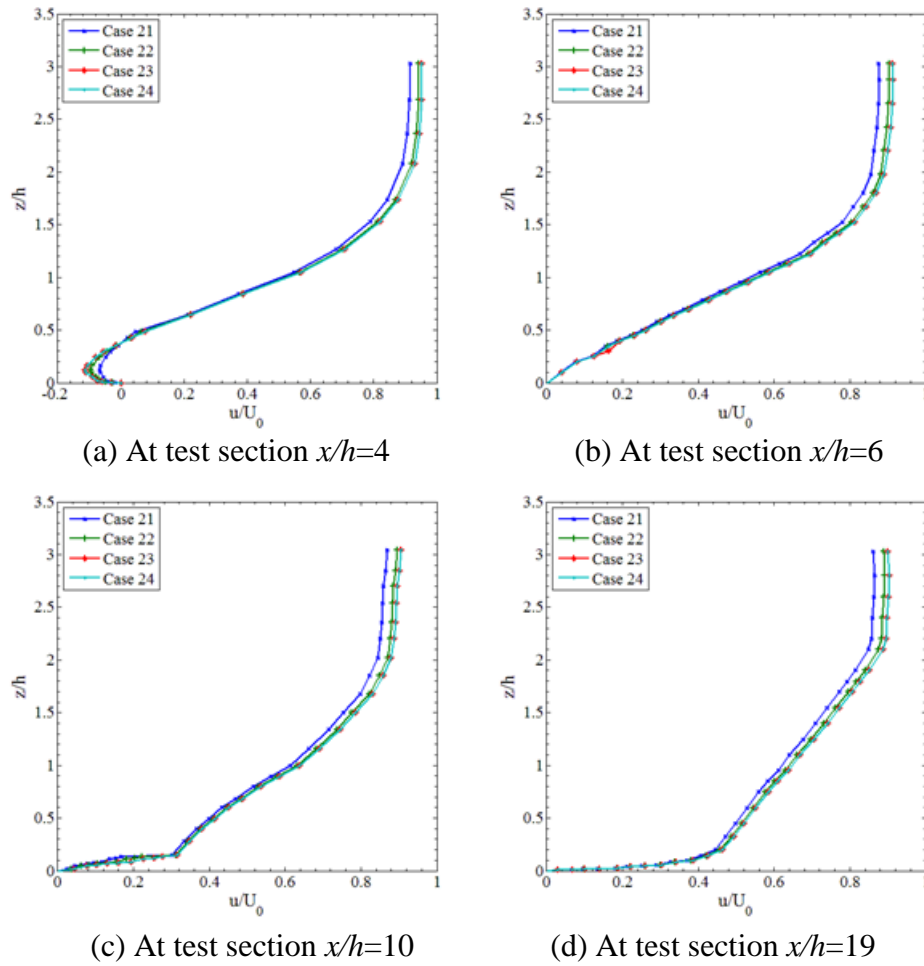 3.5
3
2.5
2
1.5
1
0.5
0
z/h
Case 21
Case 22
Case 23
Case 24
-0.2 0 0.2 0.4 0.6 0.8 1
u/U0
(a) At test section x/h=4
3.5
3
2.5
2
1.5
1
0.5
0
z/h
Case 21
Case 22
Case 23
Case 24
0 0.2 0.4 0.6 0.8
u/U0
(b) At test section x/h=6
3.5
3
2.5
2
1.5
1
0.5
0
z/h
Case 21
Case 22
Case 23
Case 24
0 0.2 0.4 0.6 0.8 1
u/U0
(c) At test section x/h=10
3.5
3
2.5
2
1.5
1
0.5
0
z/h
Case 21
Case 22
Case 23
Case 24
0 0.2 0.4 0.6 0.8
u/U0
(d) At test section x/h=19